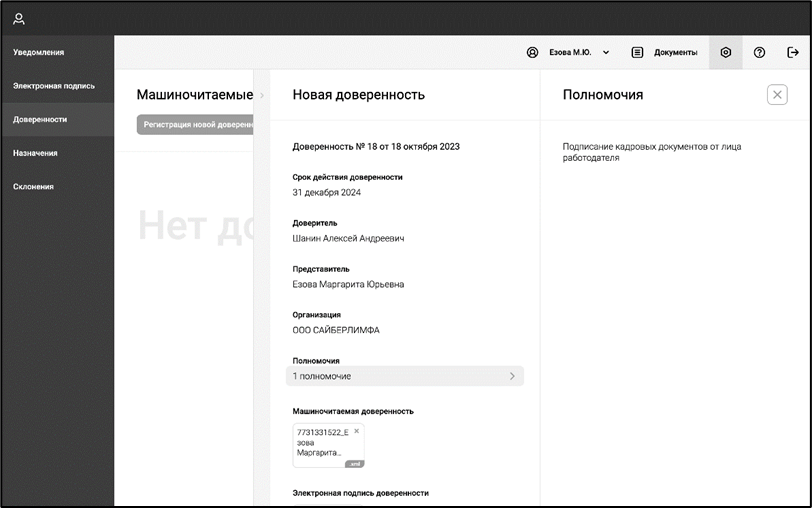 Уведомления
Электронная подпись
Доверенности
Назначения
Склонения
Езова М.Ю.
Документы
Машиночитаемые
Регистрация новой доверенн
Нет до
Новая доверенность
Доверенность № 18 от 18 октября 2023
Срок действия доверенности
31 декабря 2024
Доверитель
Шанин Алексей Андреевич
Представитель
Езова Маргарита Юрьевна
Организация
ООО САЙБЕРЛИМФА
Полномочия
1 полномочие
Машиночитаемая доверенность
7731331522_Е
зова
Маргарита...
.xml
Электронная подпись доверенности
Полномочия
Подписание кадровых документов от лица
работодателя